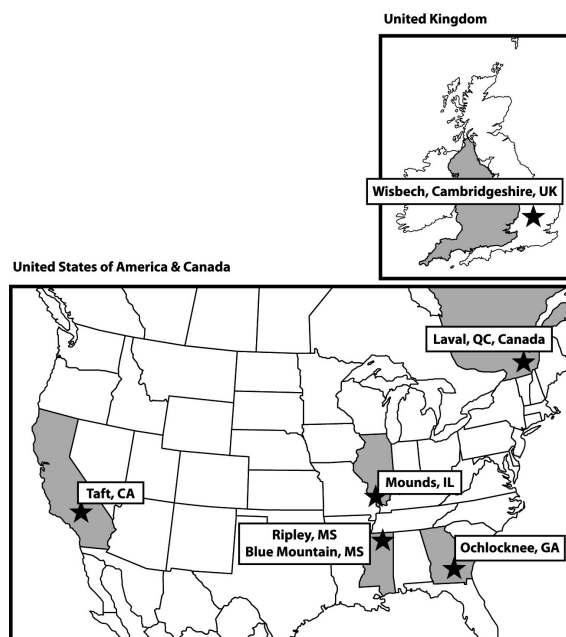 United Kingdom
Wisbech, Cambridgeshire, UK
United States of America & Canada
Laval, QC, Canada
Taft, CA
Mounds, IL
Ripley, MS
Blue Mountain, MS
Ochlocknee, GA